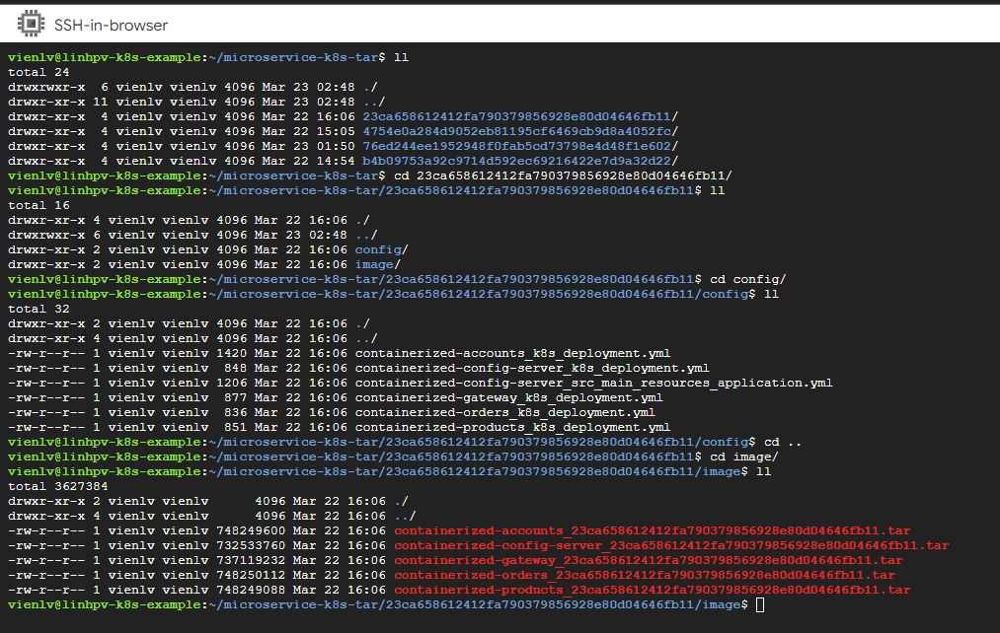 SSH-in-browser
vienlv@linhpv-k8s-example:~/microservice-k8s-tar$ ll
total 24
drwxrwxr-x  6 vienlv vienlv 4096 Mar 23 02:48 ./
drwxr-xr-x 11 vienlv vienlv 4096 Mar 23 02:48 ../
drwxr-xr-x  4 vienlv vienlv 4096 Mar 22 16:06 23ca658612412fa790379856928e80d04646fb11/
drwxr-xr-x  4 vienlv vienlv 4096 Mar 22 15:05 4754e0a284d9052eb81195cf6469cb9d8a4052fc/
drwxr-xr-x  4 vienlv vienlv 4096 Mar 23 01:50 76ed244ee1952948f0fab5cd73798e4d48f1e602/
drwxr-xr-x  4 vienlv vienlv 4096 Mar 22 14:54 b4b09753a92c9714d592ec69216422e7d9a32d22/
vienlv@linhpv-k8s-example:~/microservice-k8s-tar$ cd 23ca658612412fa790379856928e80d04646fb11/
vienlv@linhpv-k8s-example:~/microservice-k8s-tar/23ca658612412fa790379856928e80d04646fb11$ ll
total 16
drwxr-xr-x 4 vienlv vienlv 4096 Mar 22 16:06 ./
drwxrwxr-x 6 vienlv vienlv 4096 Mar 23 02:48 ../
drwxr-xr-x 2 vienlv vienlv 4096 Mar 22 16:06 config/
drwxr-xr-x 2 vienlv vienlv 4096 Mar 22 16:06 image/
vienlv@linhpv-k8s-example:~/microservice-k8s-tar/23ca658612412fa790379856928e80d04646fb11$ cd config/
vienlv@linhpv-k8s-example:~/microservice-k8s-tar/23ca658612412fa790379856928e80d04646fb11/config$ ll
total 32
drwxr-xr-x 2 vienlv vienlv 4096 Mar 22 16:06 ./
drwxr-xr-x 4 vienlv vienlv 4096 Mar 22 16:06 ../
-rw-r--r-- 1 vienlv vienlv 1420 Mar 22 16:06 containerized-accounts_k8s_deployment.yml
-rw-r--r-- 1 vienlv vienlv  848 Mar 22 16:06 containerized-config-server_k8s_deployment.yml
-rw-r--r-- 1 vienlv vienlv 1206 Mar 22 16:06 containerized-config-server_src_main_resources_application.yml
-rw-r--r-- 1 vienlv vienlv  877 Mar 22 16:06 containerized-gateway_k8s_deployment.yml
-rw-r--r-- 1 vienlv vienlv  836 Mar 22 16:06 containerized-orders_k8s_deployment.yml
-rw-r--r-- 1 vienlv vienlv  851 Mar 22 16:06 containerized-products_k8s_deployment.yml
vienlv@linhpv-k8s-example:~/microservice-k8s-tar/23ca658612412fa790379856928e80d04646fb11/config$ cd ..
vienlv@linhpv-k8s-example:~/microservice-k8s-tar/23ca658612412fa790379856928e80d04646fb11$ cd image/
vienlv@linhpv-k8s-example:~/microservice-k8s-tar/23ca658612412fa790379856928e80d04646fb11/image$ ll
total 3627384
drwxr-xr-x 2 vienlv vienlv      4096 Mar 22 16:06 ./
drwxr-xr-x 4 vienlv vienlv      4096 Mar 22 16:06 ../
-rw-r--r-- 1 vienlv vienlv 748249600 Mar 22 16:06 containerized-accounts_23ca658612412fa790379856928e80d04646fb11.tar
-rw-r--r-- 1 vienlv vienlv 732533760 Mar 22 16:06 containerized-config-server_23ca658612412fa790379856928e80d04646fb11.tar
-rw-r--r-- 1 vienlv vienlv 737119232 Mar 22 16:06 containerized-gateway_23ca658612412fa790379856928e80d04646fb11.tar
-rw-r--r-- 1 vienlv vienlv 748250112 Mar 22 16:06 containerized-orders_23ca658612412fa790379856928e80d04646fb11.tar
-rw-r--r-- 1 vienlv vienlv 748249088 Mar 22 16:06 containerized-products_23ca658612412fa790379856928e80d04646fb11.tar
vienlv@linhpv-k8s-example:~/microservice-k8s-tar/23ca658612412fa790379856928e80d04646fb11/image$